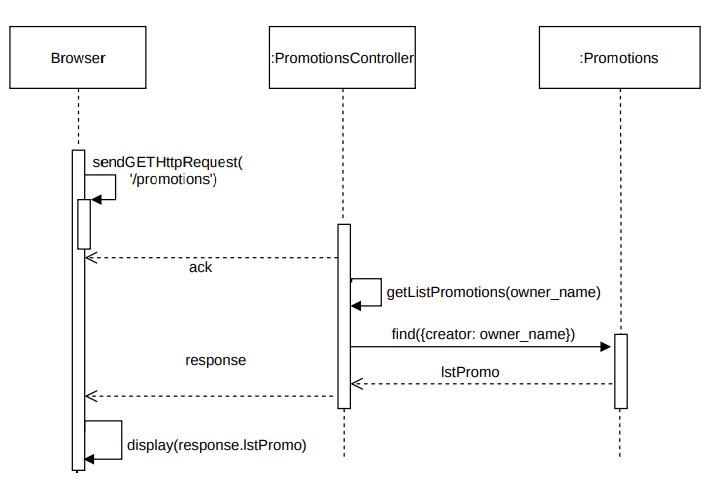 Browser
:PromotionsController
:Promotions
sendGETHttpRequest(
'/promotions')
ack
getListPromotions(owner_name)
find({creator: owner_name})
response
lstPromo
display(response.lstPromo)